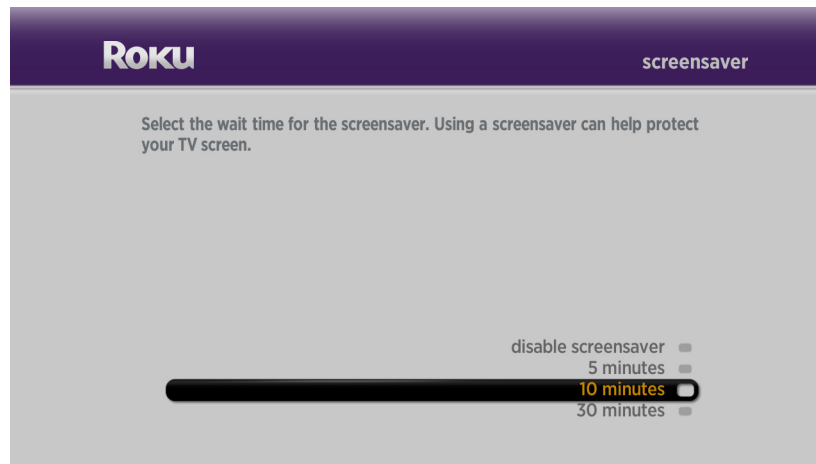 ROKU
screensaver
Select the wait time for the screensaver. Using a screensaver can help protect
your TV screen.
disable screensaver
5 minutes
10 minutes
30 minutes